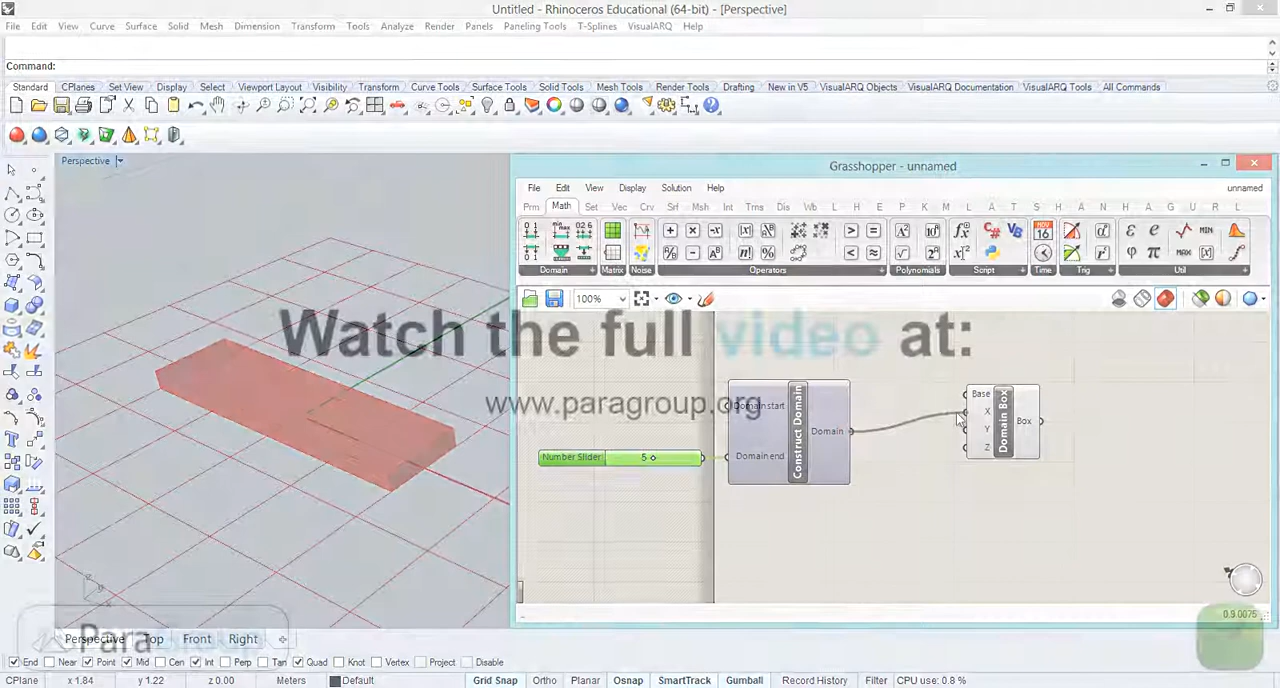 Untitled - Rhinoceros Educational (64-bit) - [Perspective]
File Edit View Curve Surface Solid Mesh Dimension Transform Tools Analyze Render Panels Paneling Tools T-Splines VisualARQ Help
Command:
Standard CPlanes Set View Display Select Viewport Layout Visibility Transform Curve Tools Surface Tools Solid Tools Mesh Tools Render Tools Drafting New in V5 VisualARQ Objects VisualARQ Documentation VisualARQ Tools All Commands
Perspective
Grasshopper - unnamed
File Edit View Display Solution Help unnamed
Prm Math Set Vec Crv Srf Msh Int Trns Dis Wb L H E P K F L A T S K A N H A G U R L
Domain Matrix Noise Operators Polynomials Script Time Trig Util
100%
Watch the full video at:
www.paragroup.org
Domain start
Construct Domain
Domain
Domain end
Number Slider 5
Base
X
Y
Z
Domain Box
Box
0.9.0075
ParaGroup
Perspective Top Front Right
End Near Point Mid Cen Int Perp Tan Quad Knot Vertex Project Disable
CPlane x 1.84 y 1.22 z 0.00 Meters Default Grid Snap Ortho Planar Osnap SmartTrack Gumball Record History Filter CPU use: 0.8 %